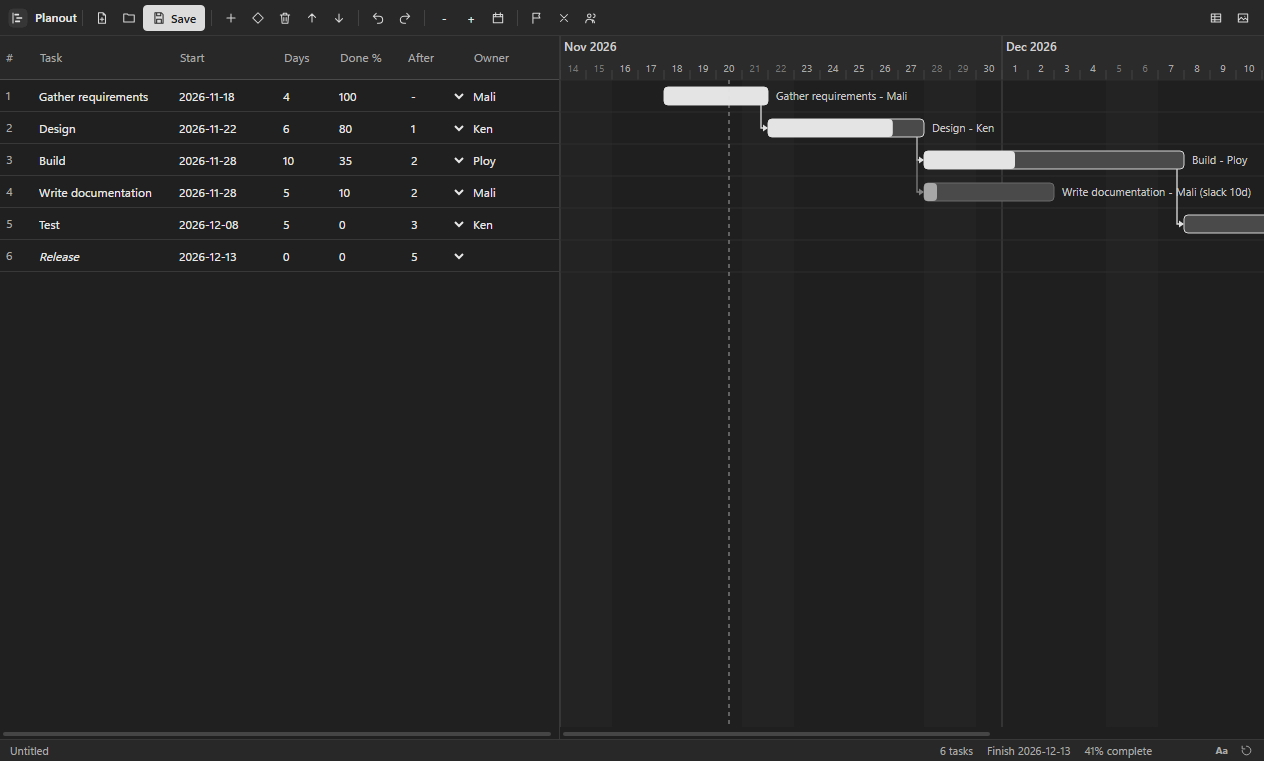 Planout Save - +
# Task Start Days Done % After Owner
1 Gather requirements 2026-11-18 4 100 - Mali
2 Design 2026-11-22 6 80 1 Ken
3 Build 2026-11-28 10 35 2 Ploy
4 Write documentation 2026-11-28 5 10 2 Mali
5 Test 2026-12-08 5 0 3 Ken
6 Release 2026-12-13 0 0 5
Nov 2026 Dec 2026
14 15 16 17 18 19 20 21 22 23 24 25 26 27 28 29 30 1 2 3 4 5 6 7 8 9 10
Gather requirements - Mali
Design - Ken
Build - Ploy
Write documentation - Mali (slack 10d)
Untitled 6 tasks Finish 2026-12-13 41% complete Aa